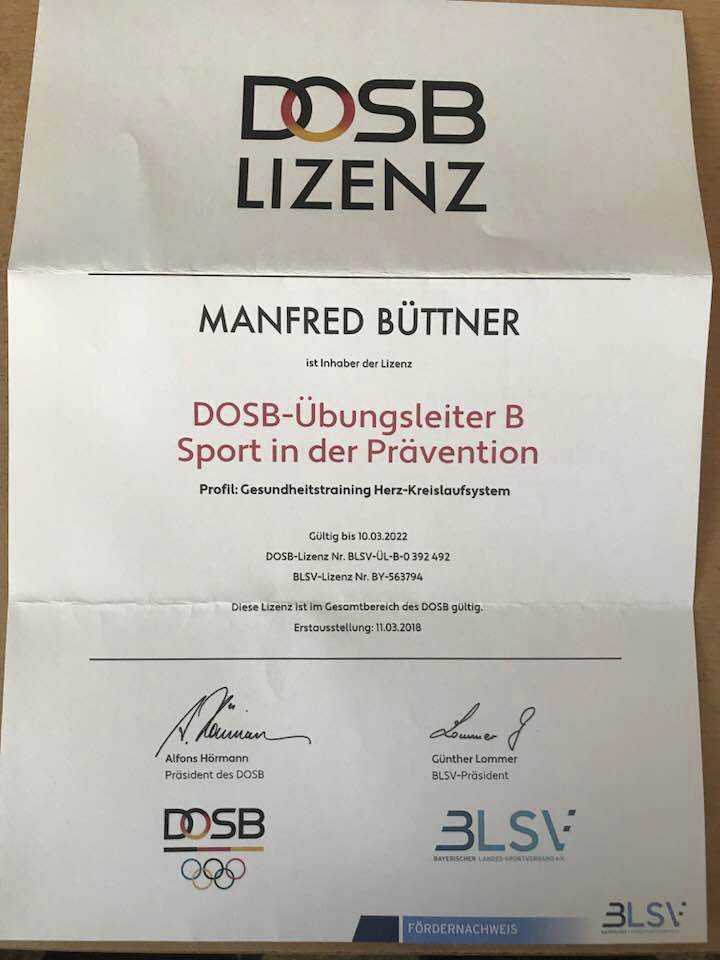 DOSB
LIZENZ
MANFRED BÜTTNER
ist Inhaber der Lizenz
DOSB-Übungsleiter B
Sport in der Prävention
Profil: Gesundheitstraining Herz-Kreislaufsystem
Gültig bis 10.03.2022
DOSB-Lizenz Nr. BLSV-ÜL-B-0 392 492
BLSV-Lizenz Nr. BY-563794
Diese Lizenz ist im Gesamtbereich des DOSB gültig.
Erstausstellung: 11.03.2018
Alfons Hörmann
Präsident des DOSB
Günther Lommer
BLSV-Präsident
DOSB
BLSV
BAYERISCHER LANDES-SPORTVERBAND e.V.
FÖRDERNACHWEIS
BLSV